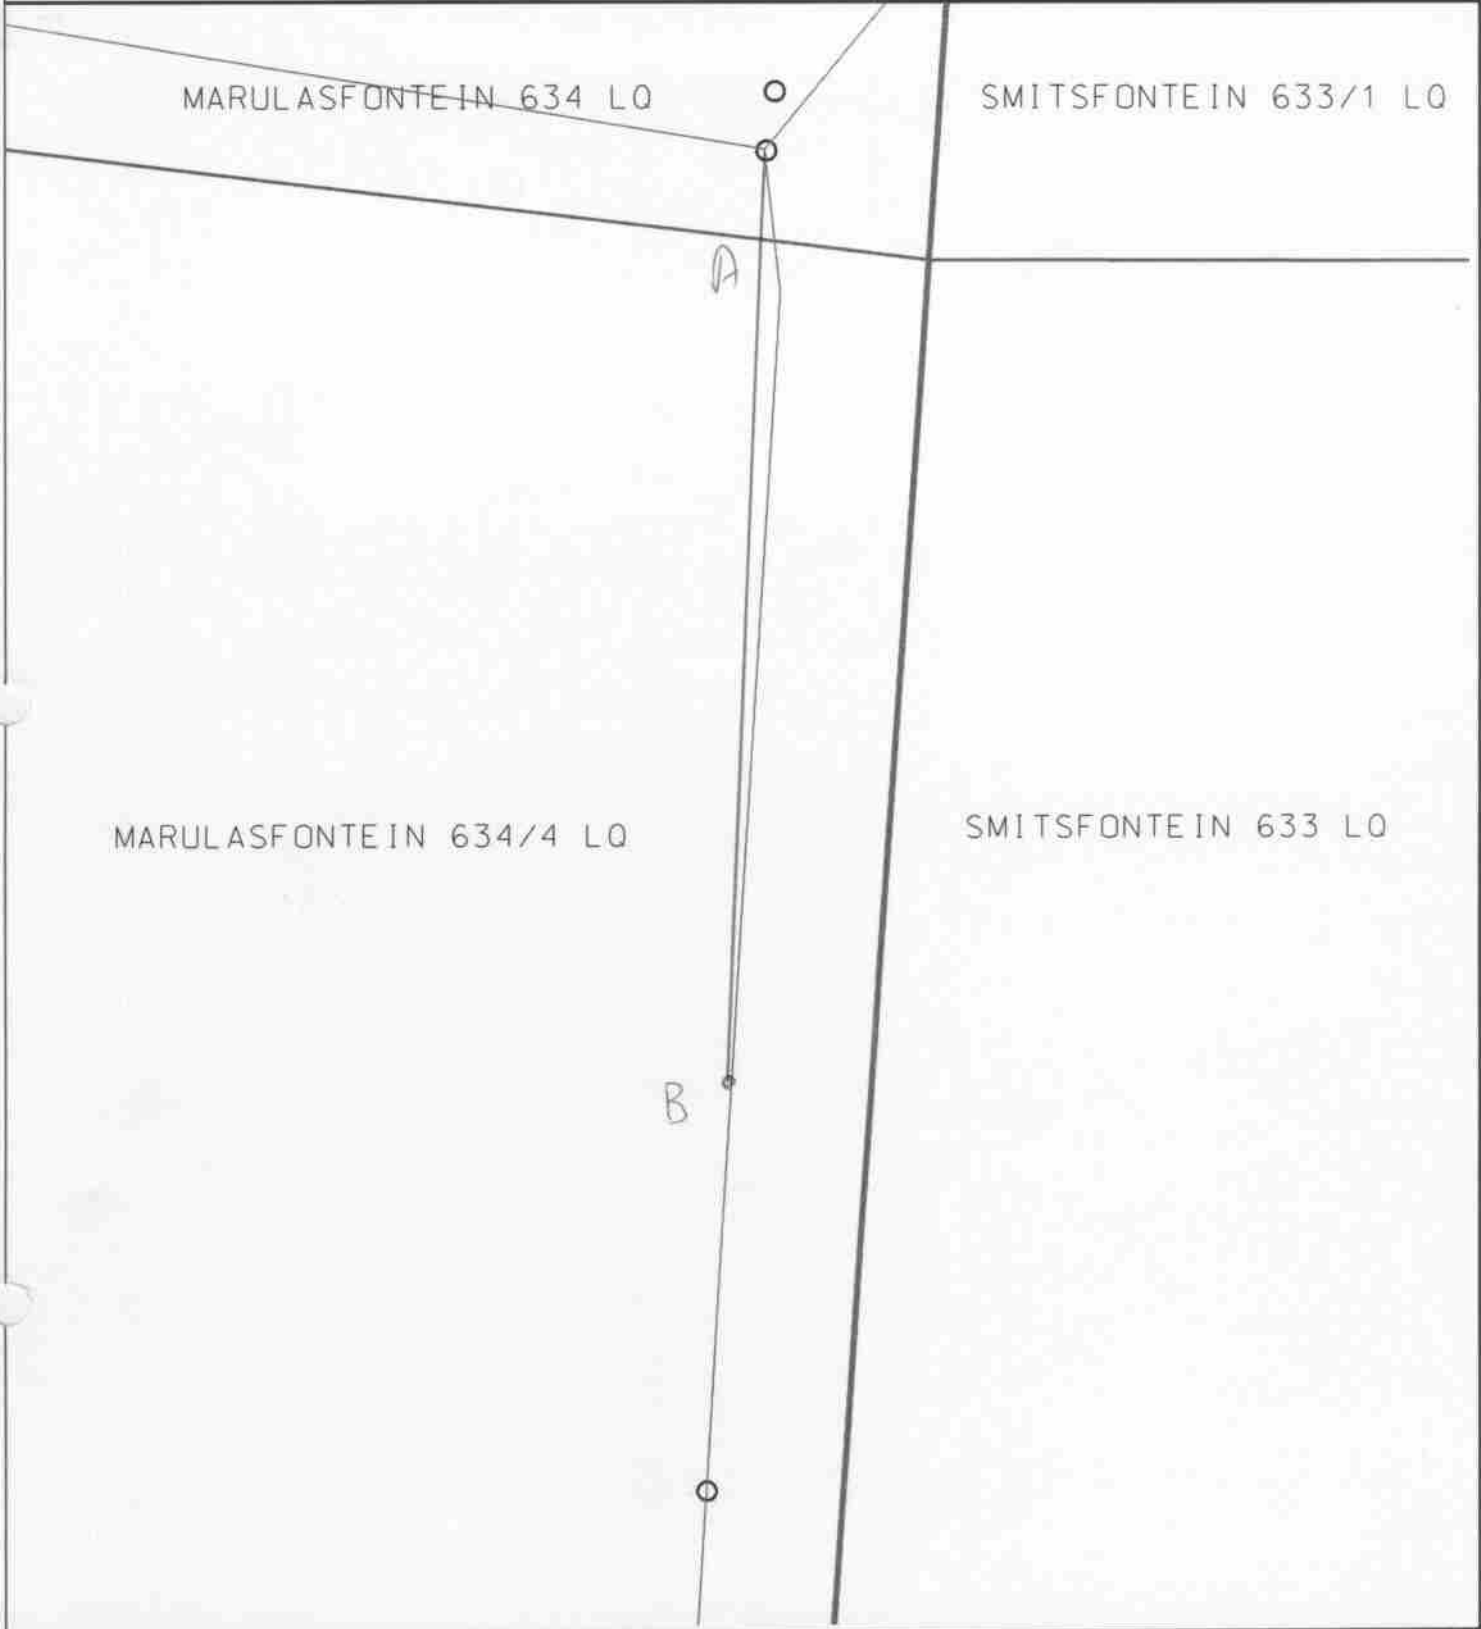 MARULASFONTEIN 634 LQ
SMITSFONTEIN 633/1 LQ
A
MARULASFONTEIN 634/4 LQ
SMITSFONTEIN 633 LQ
B